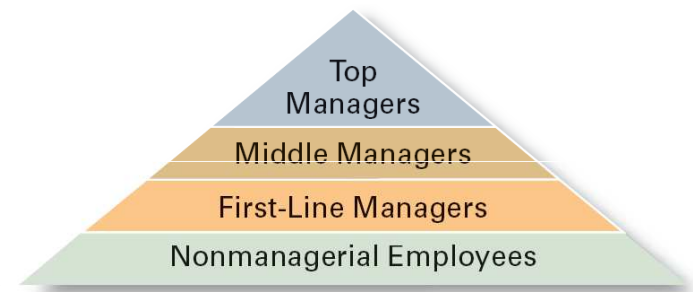 Top
Managers
Middle Managers
First-Line Managers
Nonmanagerial Employees